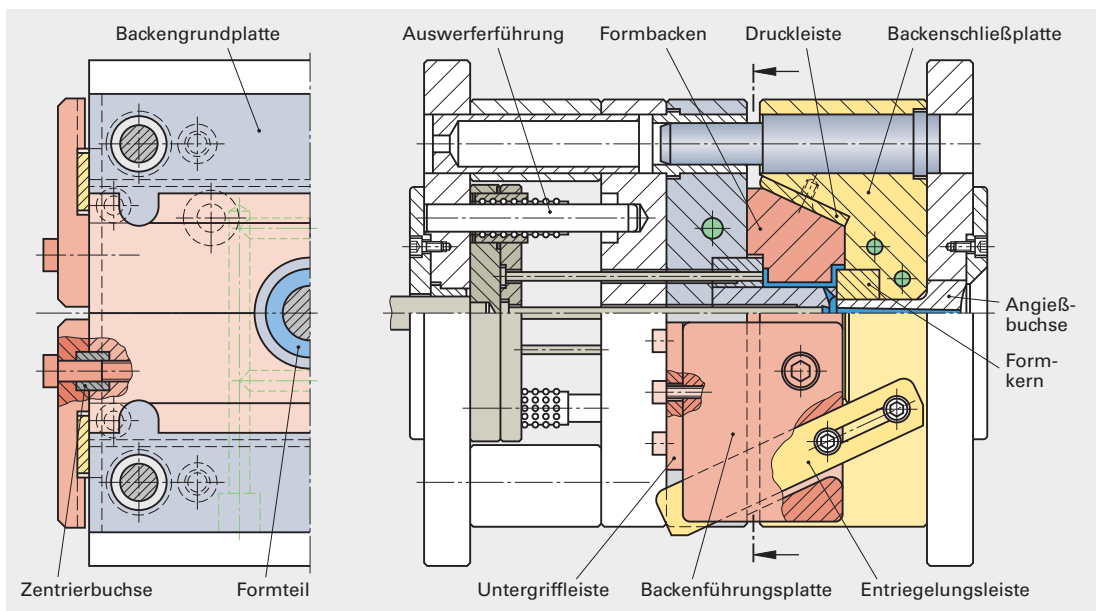 Backengrundplatte
Auswerferführung
Formbacken
Druckleiste
Backenschließplatte
Angieß-
buchse
Form-
kern
Zentrierbuchse
Formteil
Untergriffleiste
Backenführungsplatte
Entriegelungsleiste